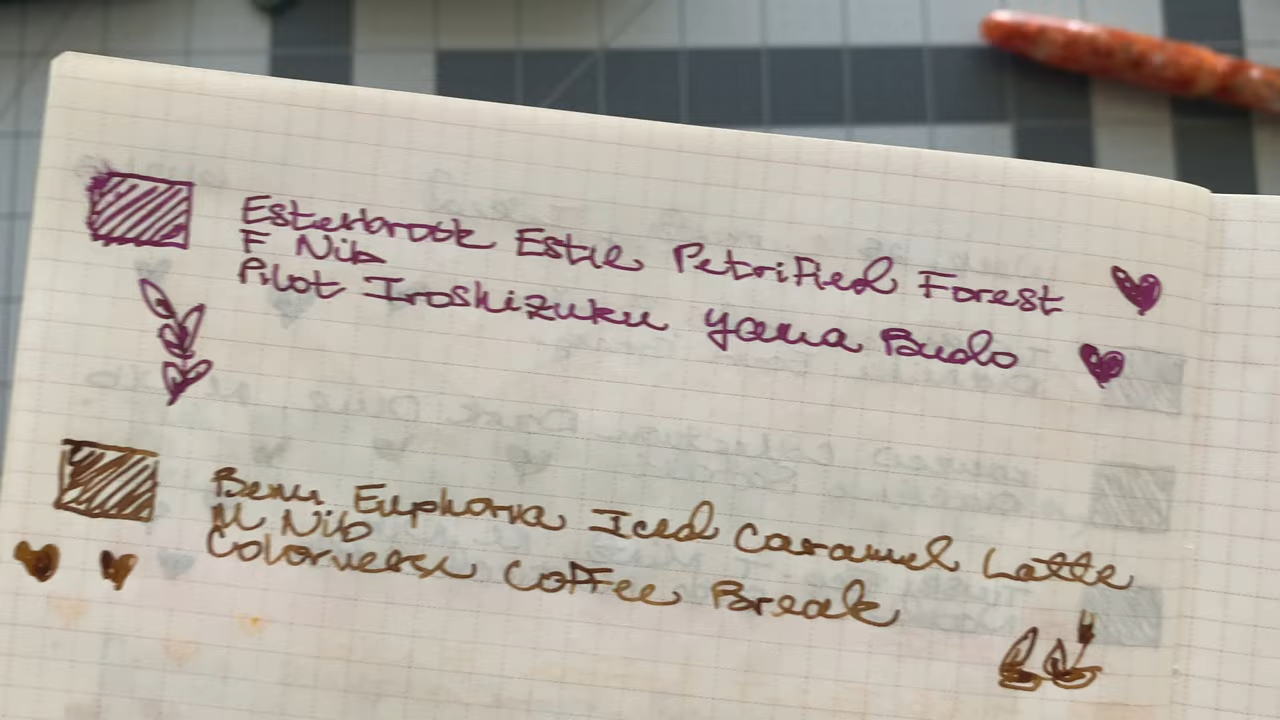 Esterbrook Estie Petrified Forest
F Nib
Pilot Iroshizuku Yama Budo
Benu Euphoria Iced Caramel Latte
M Nib
Colorverse Coffee Break